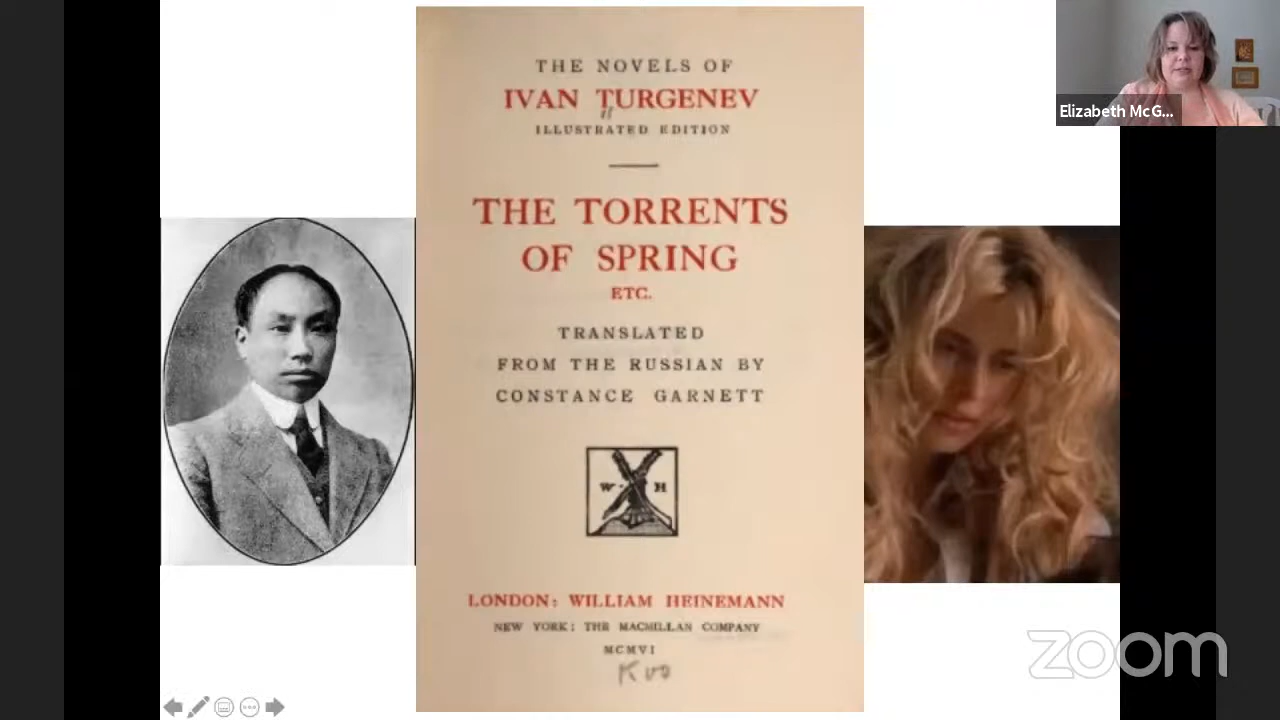 THE NOVELS OF
IVAN TURGENEV
ILLUSTRATED EDITION
THE TORRENTS
OF SPRING
ETC.
TRANSLATED
FROM THE RUSSIAN BY
CONSTANCE GARNETT
W H
LONDON: WILLIAM HEINEMANN
NEW YORK: THE MACMILLAN COMPANY
MCMVI
Elizabeth McG...
zoom